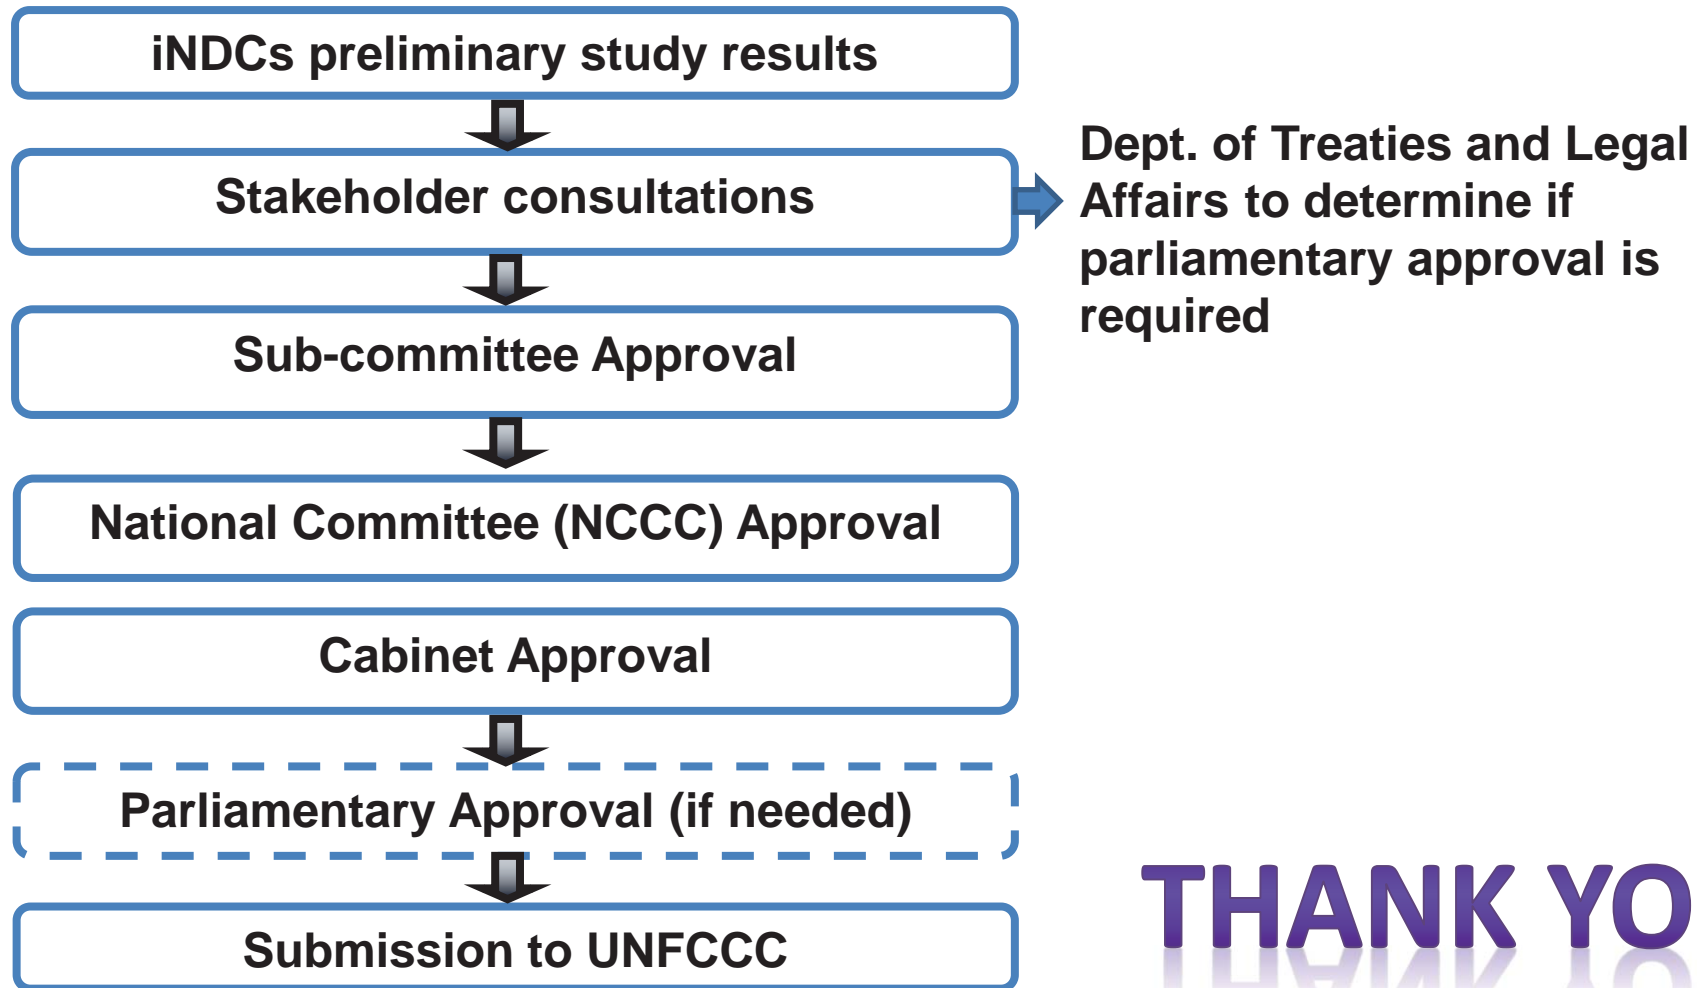 iNDCs preliminary study results
Stakeholder consultations
Dept. of Treaties and Legal
Affairs to determine if
parliamentary approval is
required
Sub-committee Approval
National Committee (NCCC) Approval
Cabinet Approval
Parliamentary Approval (if needed)
Submission to UNFCCC
THANK YO